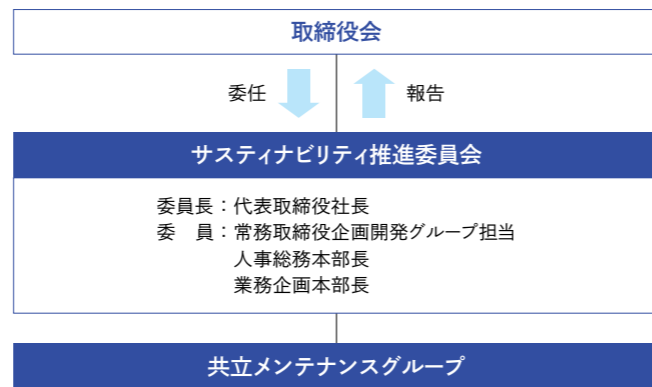 取締役会
委任
報告
サスティナビリティ推進委員会
委員長：代表取締役社長
委　員：常務取締役企画開発グループ担当
人事総務本部長
業務企画本部長
共立メンテナンスグループ